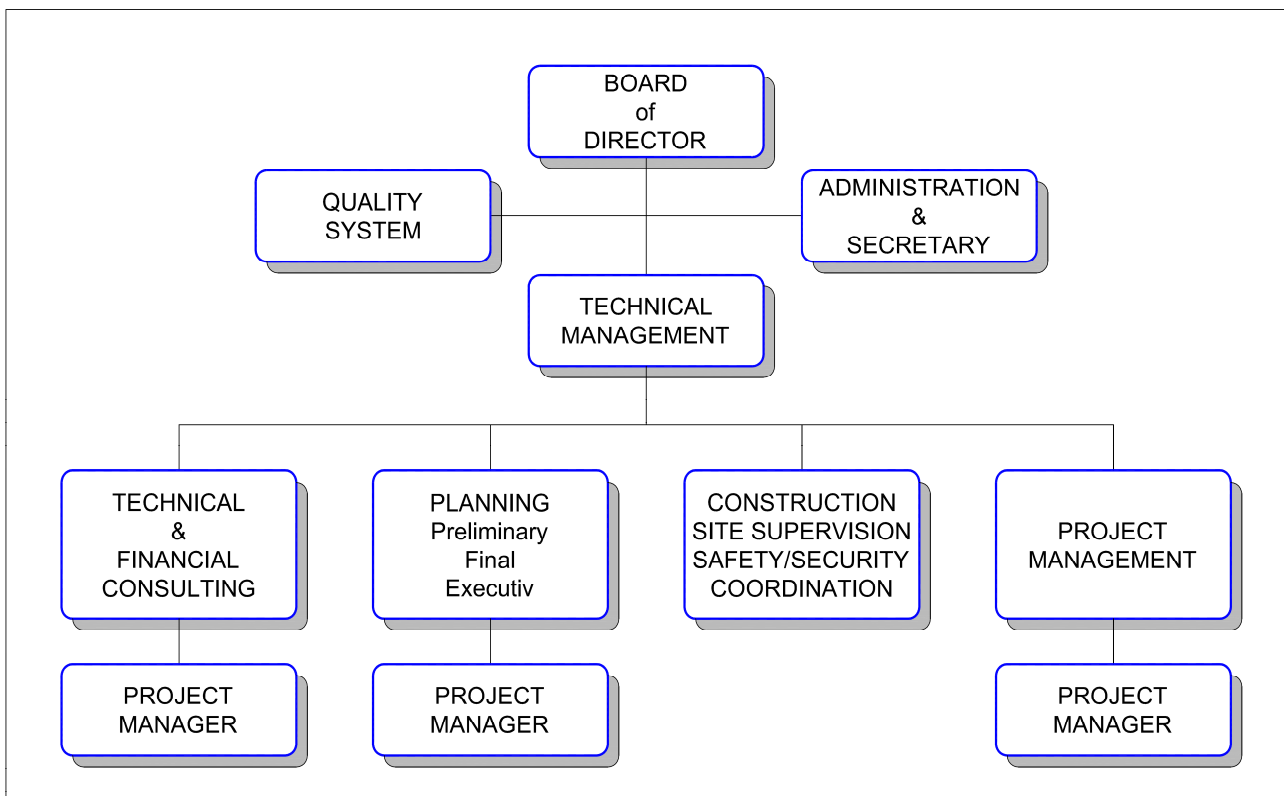 BOARD
of
DIRECTOR
QUALITY
SYSTEM
ADMINISTRATION
&
SECRETARY
TECHNICAL
MANAGEMENT
TECHNICAL
&
FINANCIAL
CONSULTING
PLANNING
Preliminary
Final
Executiv
CONSTRUCTION
SITE SUPERVISION
SAFETY/SECURITY
COORDINATION
PROJECT
MANAGEMENT
PROJECT
MANAGER
PROJECT
MANAGER
PROJECT
MANAGER